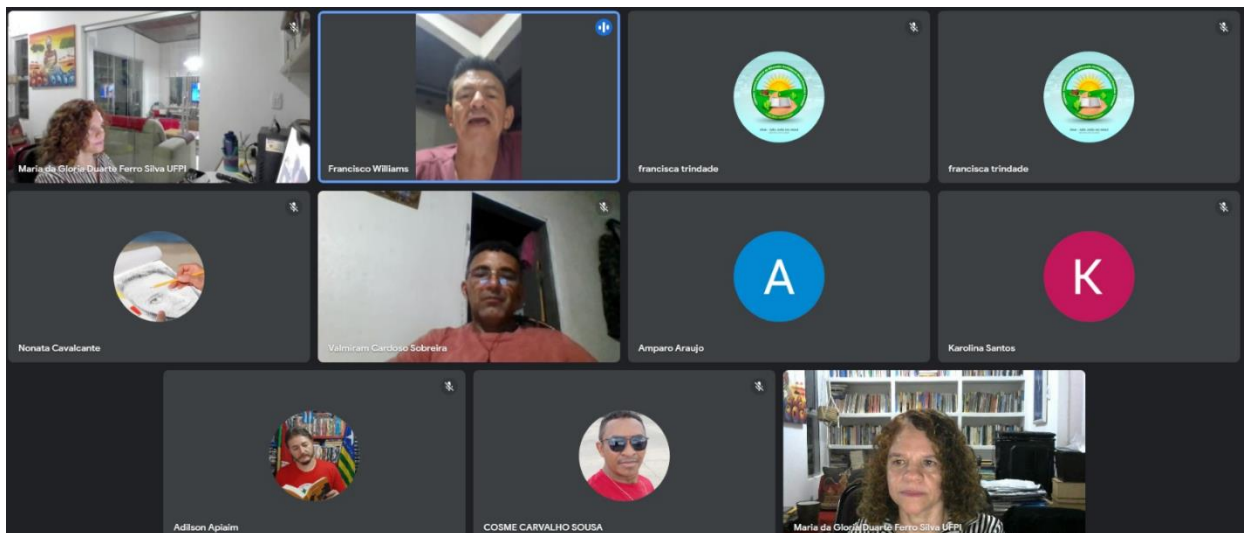 Maria da Gloria Duarte Ferro Silva UFPI
Francisco Williams
francisca trindade
francisca trindade
Nonata Cavalcante
Valmiram Cardoso Sobreira
A
Amparo Araujo
K
Karolina Santos
Adilson Apiaim
COSME CARVALHO SOUSA
Maria da Gloria Duarte Ferro Silva UFPI